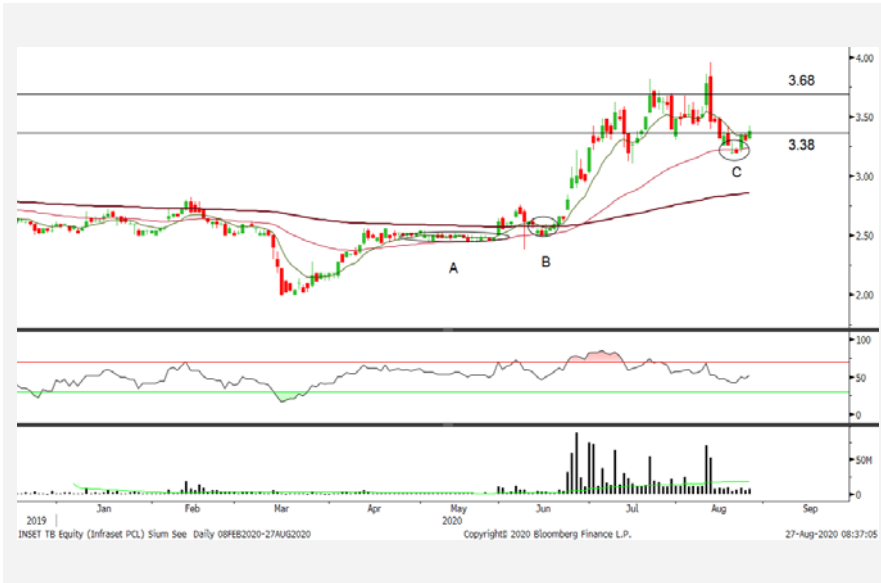 4.00
3.68
3.50
3.38
C
3.00
2.50
A
B
2.00
100
50
0
50M
0
Jan Feb Mar Apr May Jun Jul Aug Sep
2019 2020
INSET TB Equity (Infraset PCL) Sium See Daily 08FEB2020-27AUG2020 Copyright© 2020 Bloomberg Finance L.P. 27-Aug-2020 08:37:05